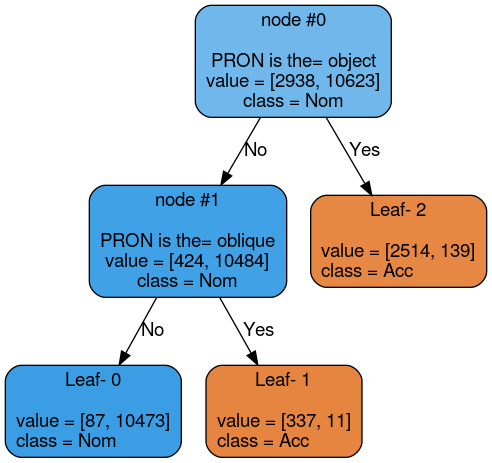 node #0
PRON is the= object
value = [2938, 10623]
class = Nom
No
Yes
node #1
PRON is the= oblique
value = [424, 10484]
class = Nom
Leaf- 2
value = [2514, 139]
class = Acc
No
Yes
Leaf- 0
value = [87, 10473]
class = Nom
Leaf- 1
value = [337, 11]
class = Acc